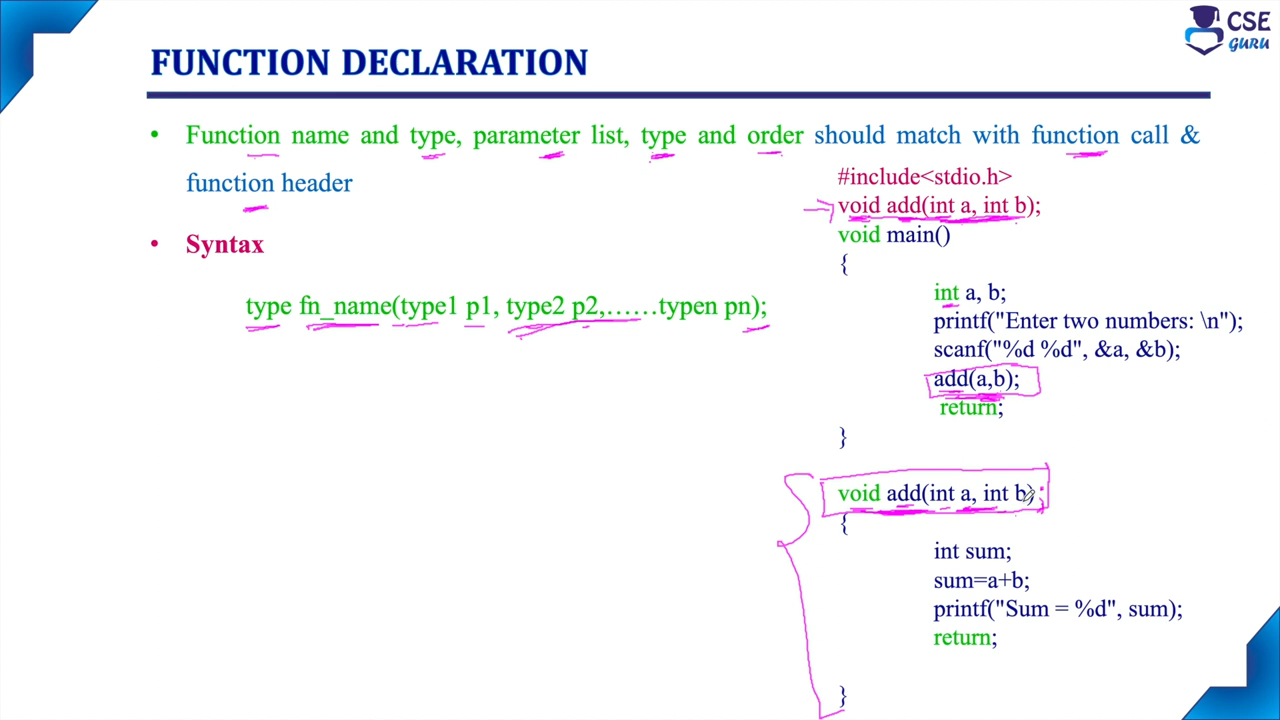 CSE
GURU
FUNCTION DECLARATION
• Function name and type, parameter list, type and order should match with function call &
function header
• Syntax
type fn_name(type1 p1, type2 p2,……typen pn);
#include<stdio.h>
void add(int a, int b);
void main()
{
int a, b;
printf("Enter two numbers: \n");
scanf("%d %d", &a, &b);
add(a,b);
return;
}
void add(int a, int b);
{
int sum;
sum=a+b;
printf("Sum = %d", sum);
return;
}